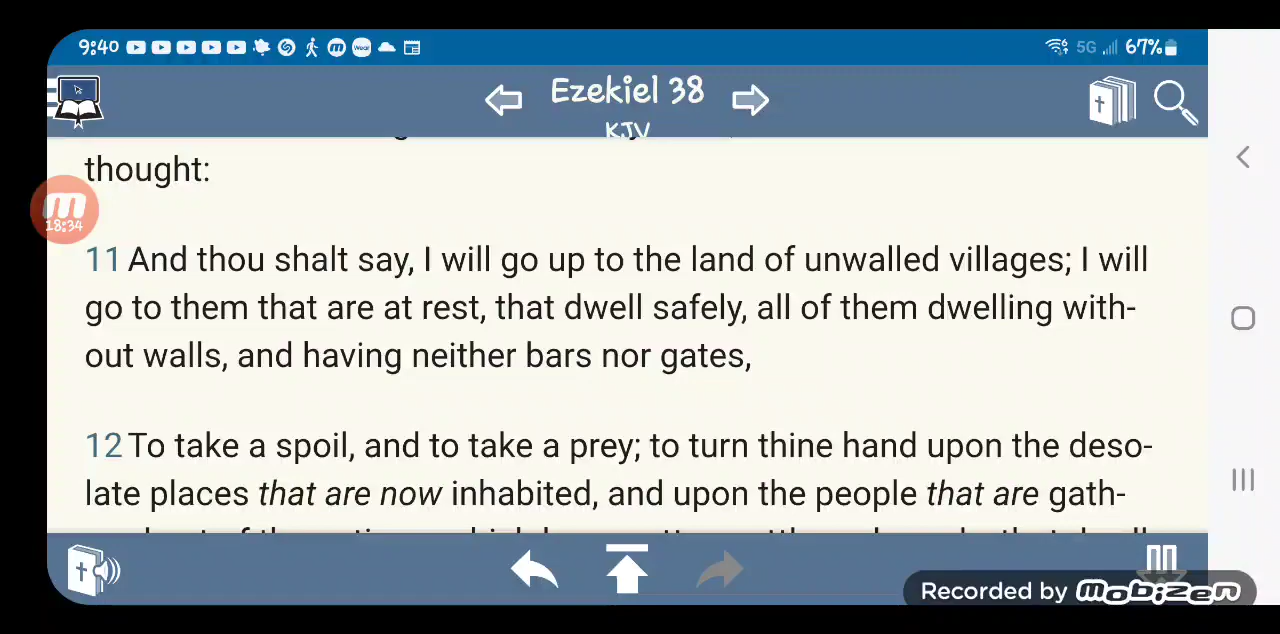 9:40 5G 67%
Ezekiel 38
KJV
thought:
18:34
11 And thou shalt say, I will go up to the land of unwalled villages; I will
go to them that are at rest, that dwell safely, all of them dwelling with-
out walls, and having neither bars nor gates,
12 To take a spoil, and to take a prey; to turn thine hand upon the deso-
late places that are now inhabited, and upon the people that are gath-
Recorded by mobizen